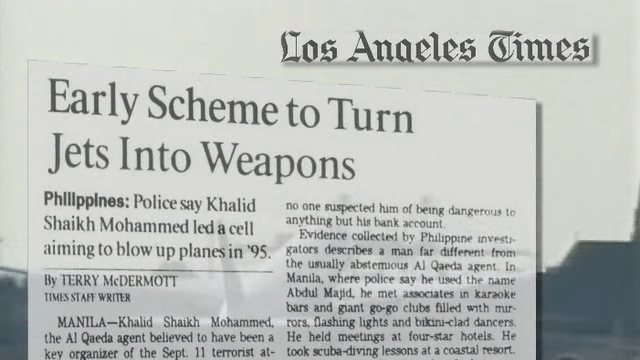 Los Angeles Times
Early Scheme to Turn
Jets Into Weapons
Philippines: Police say Khalid
Shaikh Mohammed led a cell
aiming to blow up planes in '95.
By TERRY McDERMOTT
TIMES STAFF WRITER
MANILA—Khalid Shaikh Mohammed,
the Al Qaeda agent believed to have been a
key organizer of the Sept. 11 terrorist at-
no one suspected him of being dangerous to
anything but his bank account.
Evidence collected by Philippine investi-
gators describes a man far different from
the usually abstemious Al Qaeda agent. In
Manila, where police say he used the name
Abdul Majid, he met associates in karaoke
bars and giant go-go clubs filled with mir-
rors, flashing lights and bikini-clad dancers.
He held meetings at four-star hotels. He
took scuba-diving lessons at a coastal resort.